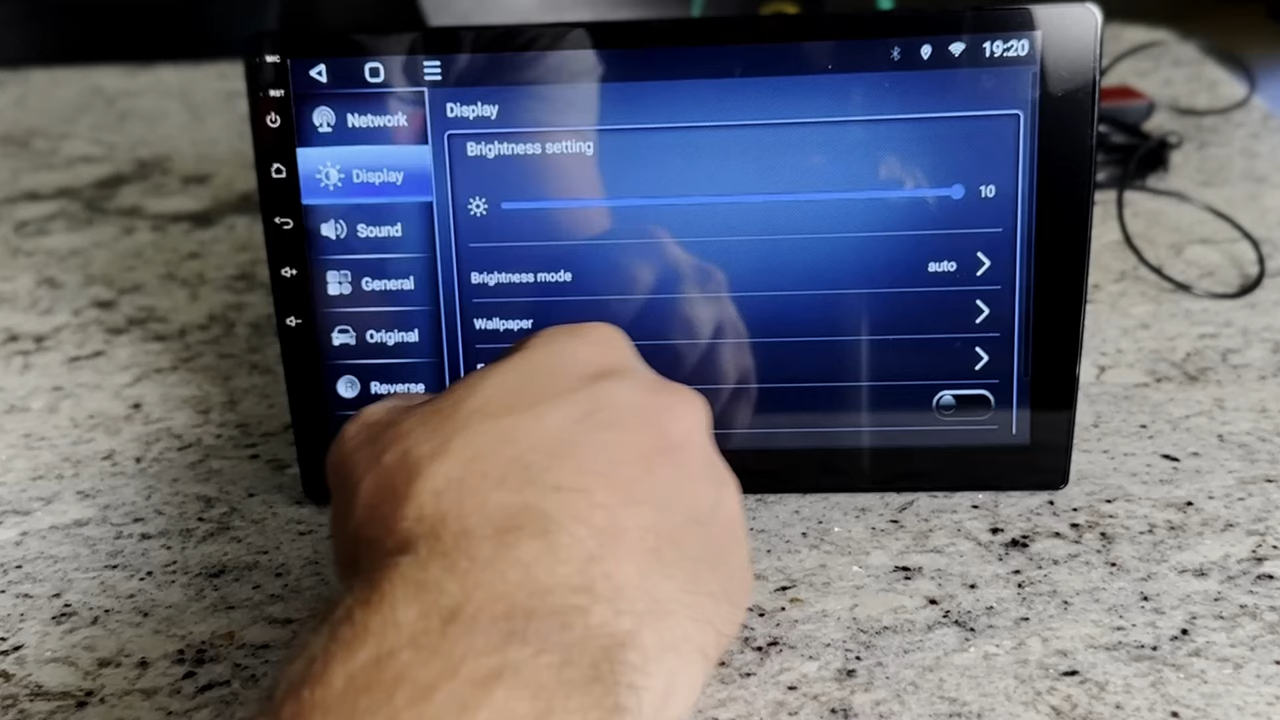 MIC
19:20
RST
Network
Display
Display
Brightness setting
10
Sound
General
Brightness mode
auto
Wallpaper
Original
R
Reverse